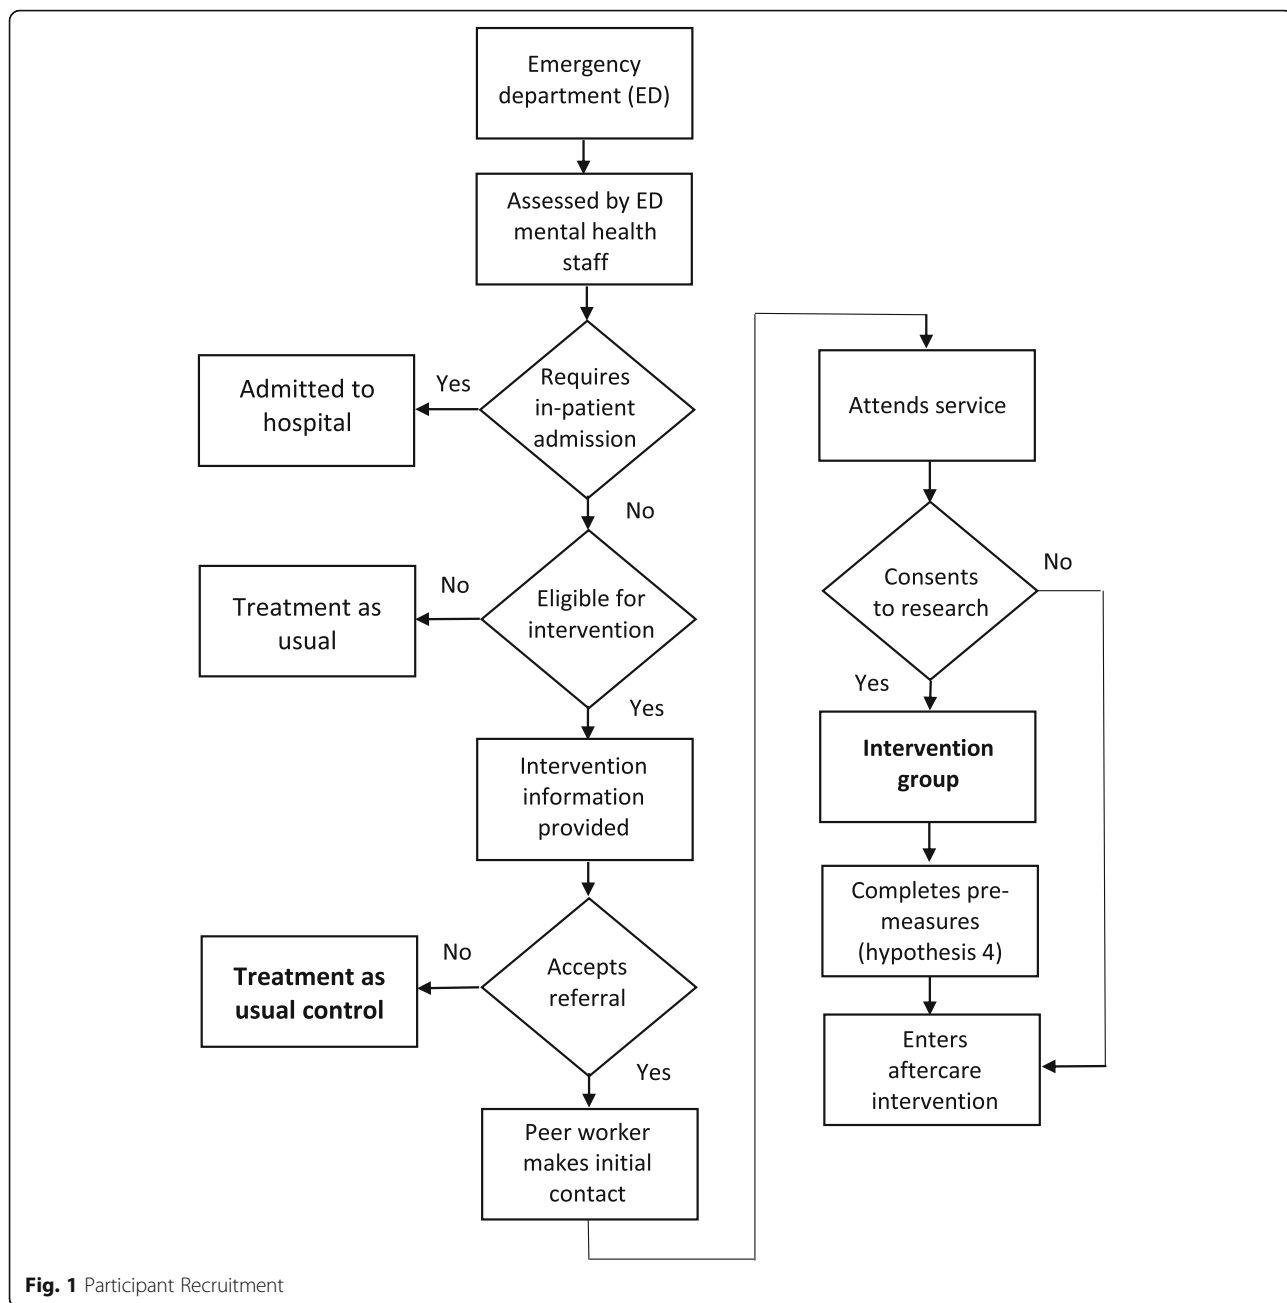 Emergency
department (ED)
Assessed by ED
mental health
staff
Requires
in-patient
admission
Yes
Admitted to
hospital
No
Eligible for
intervention
No
Treatment as
usual
Yes
Intervention
information
provided
Accepts
referral
No
Treatment as
usual control
Yes
Peer worker
makes initial
contact
Attends service
Consents
to research
No
Yes
Intervention
group
Completes pre-
measures
(hypothesis 4)
Enters
aftercare
intervention
Fig. 1 Participant Recruitment